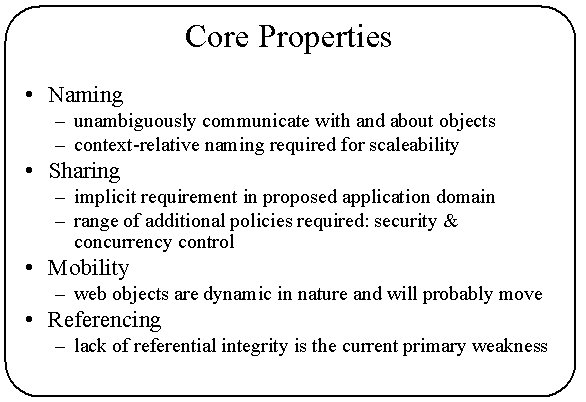 Core Properties
• Naming
– unambiguously communicate with and about objects
– context-relative naming required for scaleability
• Sharing
– implicit requirement in proposed application domain
– range of additional policies required: security &
concurrency control
• Mobility
– web objects are dynamic in nature and will probably move
• Referencing
– lack of referential integrity is the current primary weakness